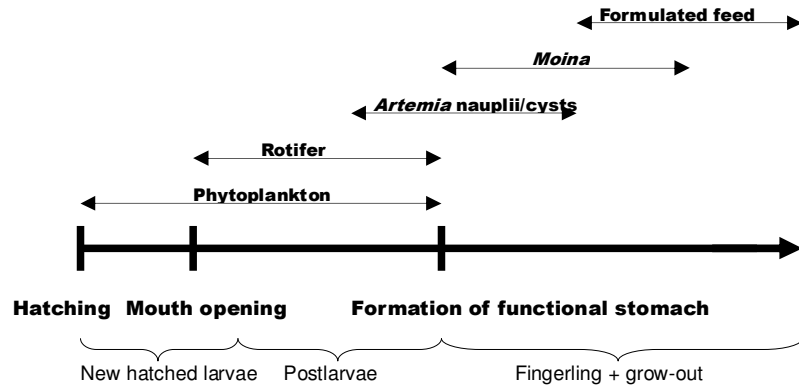 Formulated feed
Moina
Artemia nauplii/cysts
Rotifer
Phytoplankton
Hatching Mouth opening Formation of functional stomach
New hatched larvae Postlarvae Fingerling + grow-out